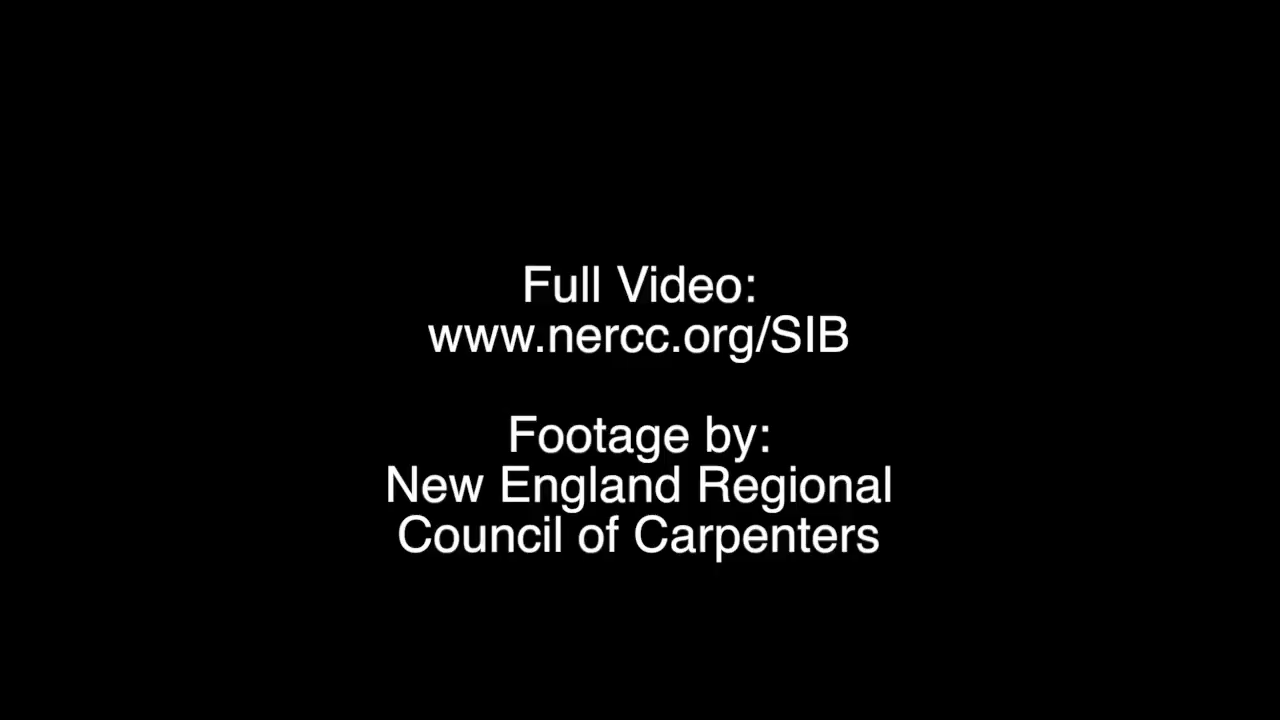 Full Video:
www.nercc.org/SIB
Footage by:
New England Regional
Council of Carpenters